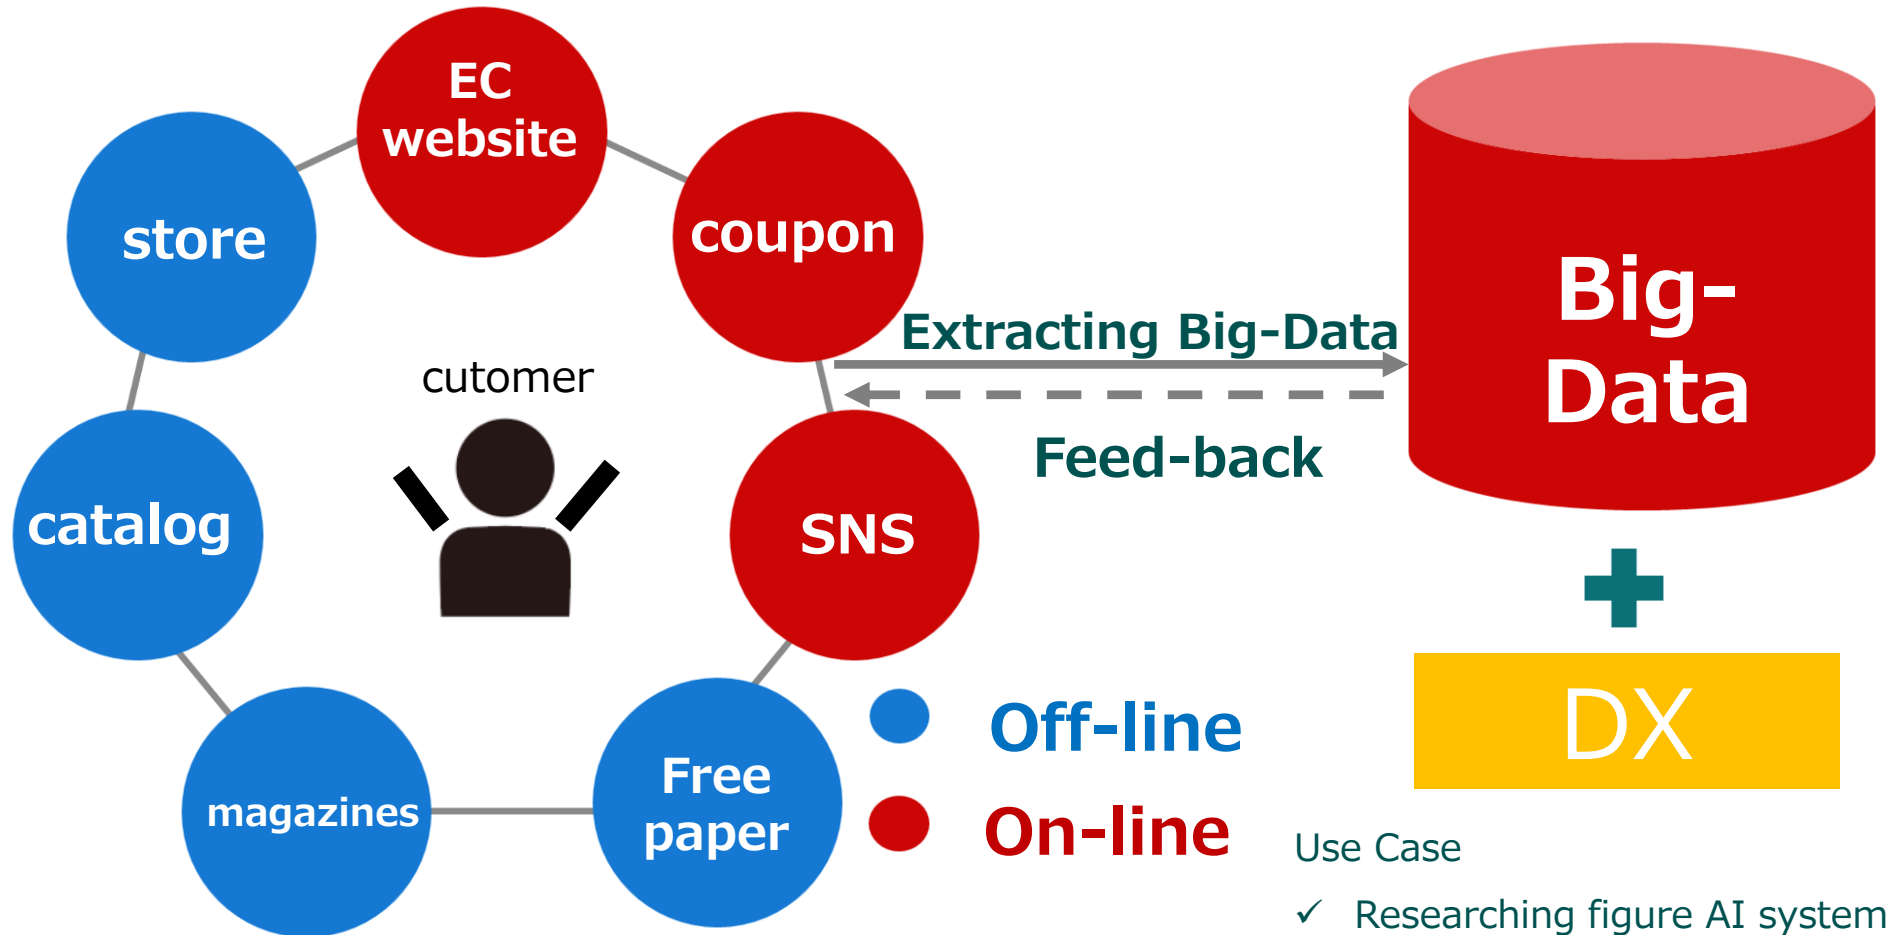 EC
website
store
coupon
Extracting Big-Data
Big-
Data
cutomer
Feed-back
catalog
SNS
DX
Off-line
Free
paper
magazines
On-line
Use Case
✓ Researching figure AI system